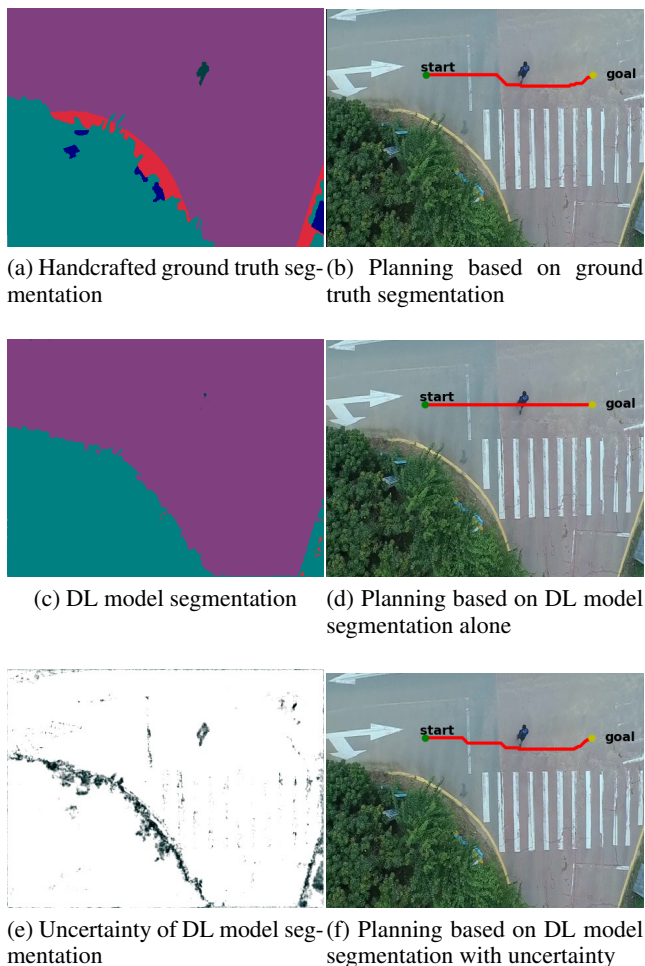 start
goal
(a) Handcrafted ground truth seg-
mentation
(b) Planning based on ground
truth segmentation
start
goal
(c) DL model segmentation
(d) Planning based on DL model
segmentation alone
start
goal
(e) Uncertainty of DL model seg-
mentation
(f) Planning based on DL model
segmentation with uncertainty